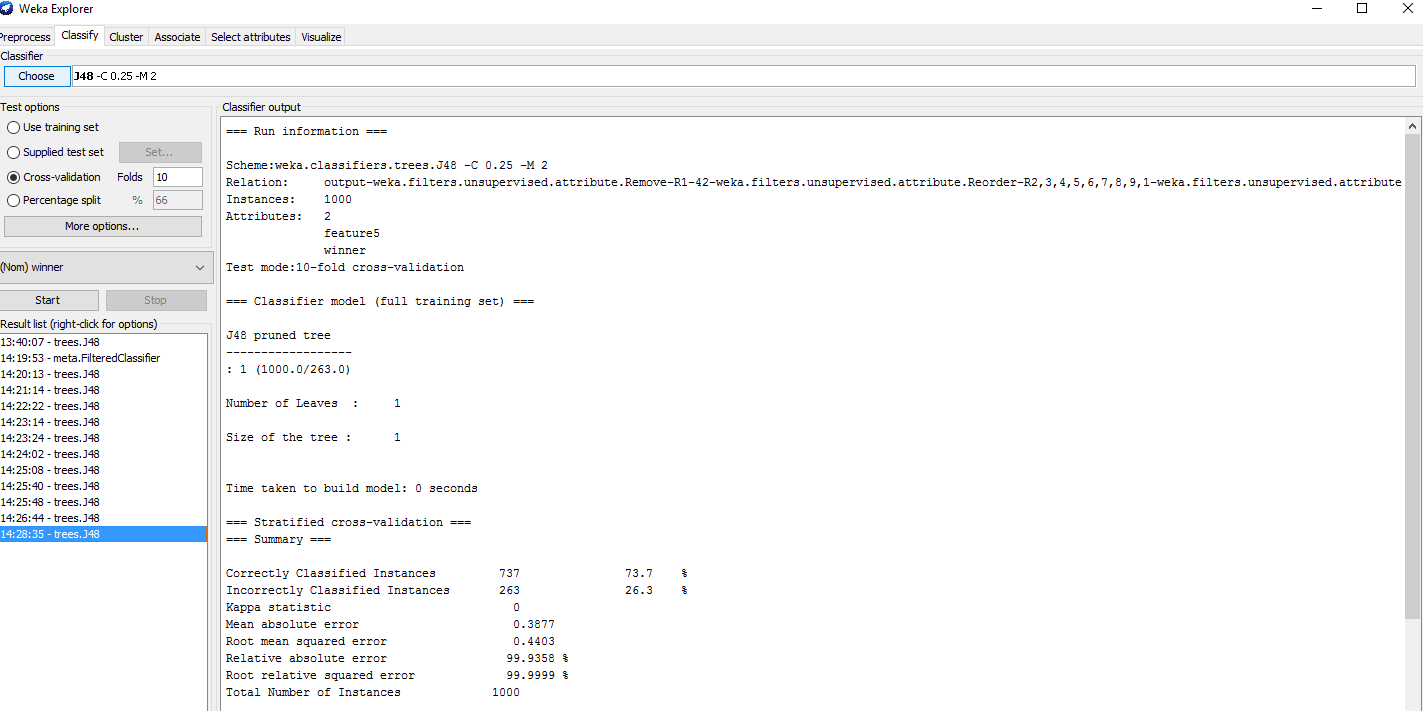 Weka Explorer
Preprocess Classify Cluster Associate Select attributes Visualize
Classifier
Choose J48 -C 0.25 -M 2
Test options
Use training set
Supplied test set Set...
Cross-validation Folds 10
Percentage split % 66
More options...
(Nom) winner
Start Stop
Result list (right-click for options)
13:40:07 - trees.J48
14:19:53 - meta.FilteredClassifier
14:20:13 - trees.J48
14:21:14 - trees.J48
14:22:22 - trees.J48
14:23:14 - trees.J48
14:23:24 - trees.J48
14:24:02 - trees.J48
14:25:08 - trees.J48
14:25:40 - trees.J48
14:25:48 - trees.J48
14:26:44 - trees.J48
14:28:35 - trees.J48
Classifier output
=== Run information ===
Scheme:weka.classifiers.trees.J48 -C 0.25 -M 2
Relation: output-weka.filters.unsupervised.attribute.Remove-R1-42-weka.filters.unsupervised.attribute.Reorder-R2,3,4,5,6,7,8,9,1-weka.filters.unsupervised.attribute
Instances: 1000
Attributes: 2
feature5
winner
Test mode:10-fold cross-validation
=== Classifier model (full training set) ===
J48 pruned tree
------------------
: 1 (1000.0/263.0)
Number of Leaves : 1
Size of the tree : 1
Time taken to build model: 0 seconds
=== Stratified cross-validation ===
=== Summary ===
Correctly Classified Instances 737 73.7 %
Incorrectly Classified Instances 263 26.3 %
Kappa statistic 0
Mean absolute error 0.3877
Root mean squared error 0.4403
Relative absolute error 99.9358 %
Root relative squared error 99.9999 %
Total Number of Instances 1000